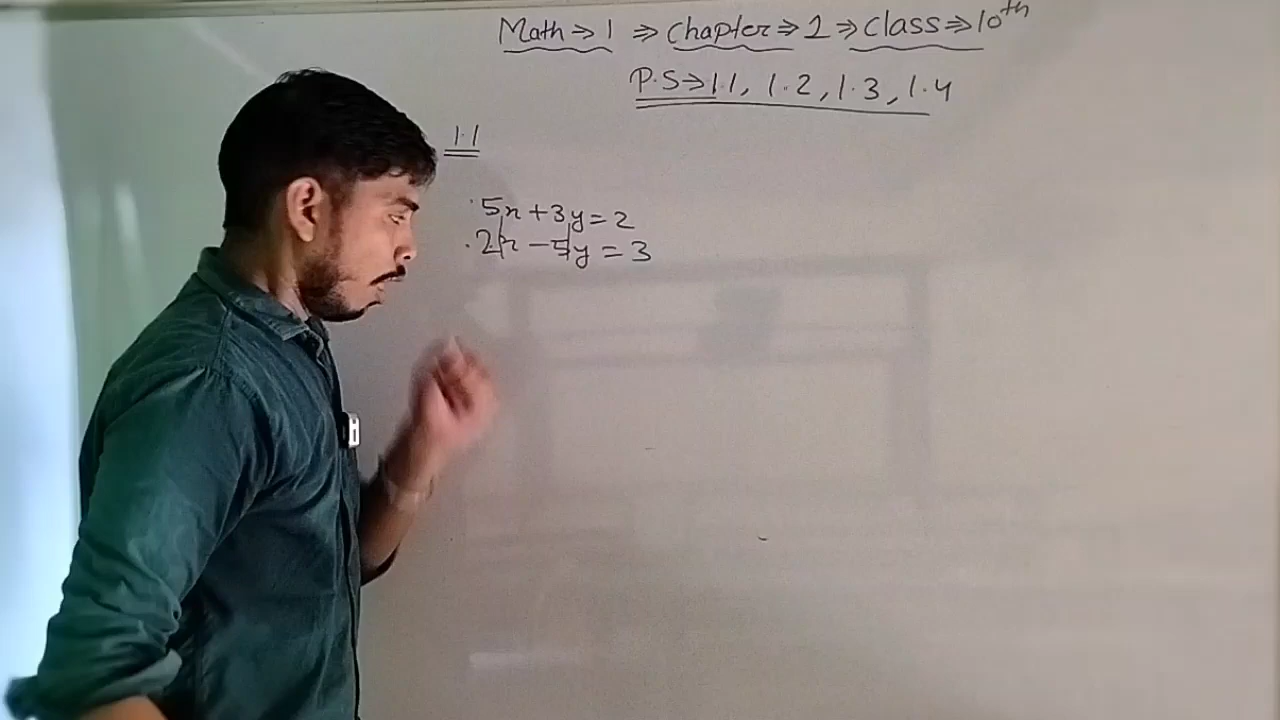 Math⇒1 ⇒ Chapter⇒1 ⇒ Class⇒10th
P.S⇒1.1, 1.2, 1.3, 1.4
1.1
5x + 3y = 2
2x - 5y = 3